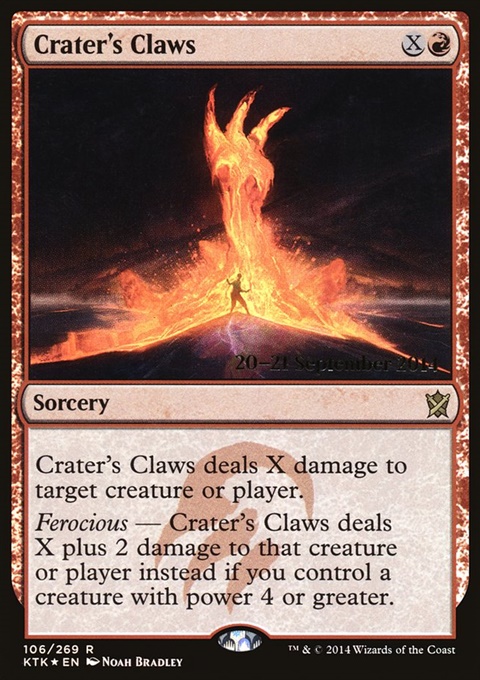 Crater's Claws X
20–21 September 2014
Sorcery
Crater's Claws deals X damage to
target creature or player.
Ferocious — Crater's Claws deals
X plus 2 damage to that creature
or player instead if you control a
creature with power 4 or greater.
106/269 R
KTK★EN Noah Bradley
™ & © 2014 Wizards of the Coast